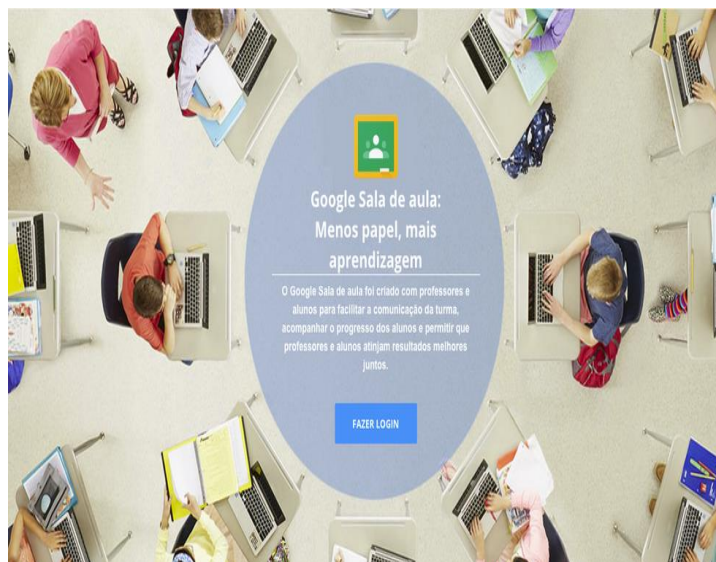 Google Sala de aula:
Menos papel, mais
aprendizagem
O Google Sala de aula foi criado com professores e
alunos para facilitar a comunicação da turma,
acompanhar o progresso dos alunos e permitir que
professores e alunos atinjam resultados melhores
juntos.
FAZER LOGIN